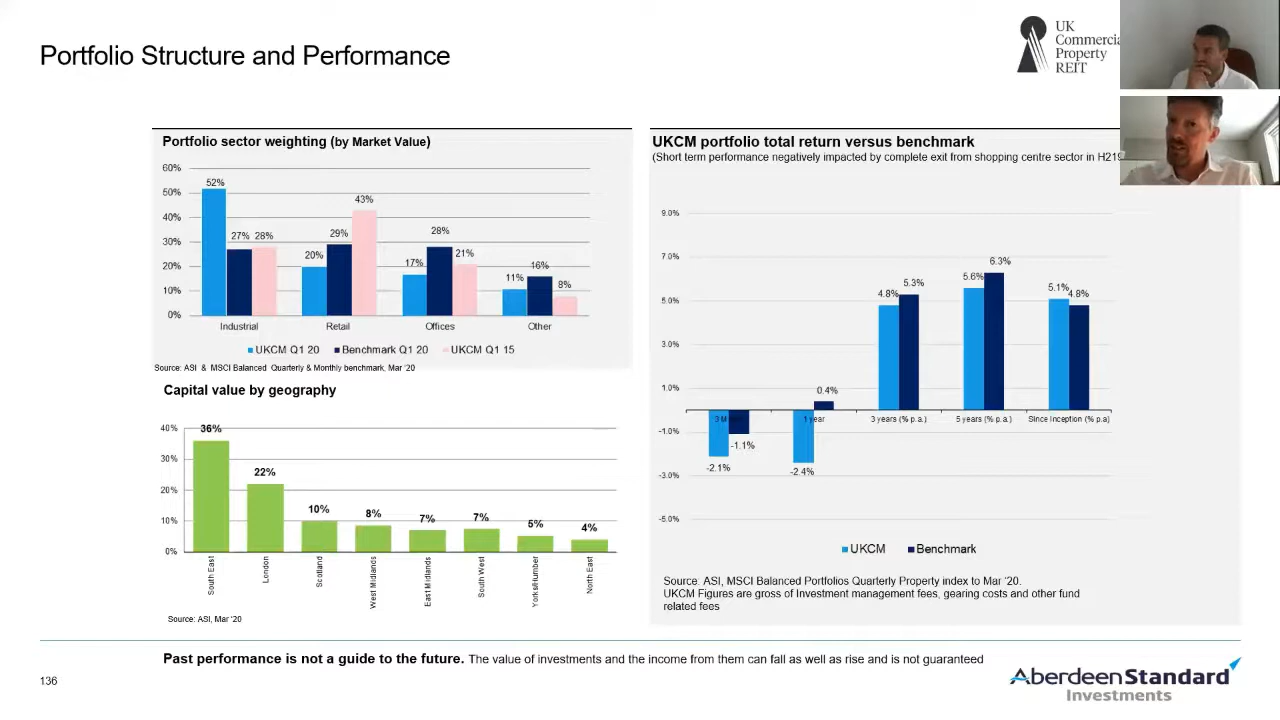 Portfolio Structure and Performance
UK
Commercia
Property
REIT
Portfolio sector weighting (by Market Value)
60%
50%
40%
30%
20%
10%
0%
52%
27%
28%
20%
29%
43%
17%
28%
21%
11%
16%
8%
Industrial
Retail
Offices
Other
UKCM Q1 20
Benchmark Q1 20
UKCM Q1 15
Source: ASI & MSCI Balanced Quarterly & Monthly benchmark, Mar '20
Capital value by geography
40%
30%
20%
10%
0%
36%
22%
10%
8%
7%
7%
5%
4%
South East
London
Scotland
West Midlands
East Midlands
South West
Yorks/Humber
North East
Source: ASI, Mar '20
UKCM portfolio total return versus benchmark
(Short term performance negatively impacted by complete exit from shopping centre sector in H219
9.0%
7.0%
5.0%
3.0%
1.0%
-1.0%
-3.0%
-5.0%
-2.1%
-1.1%
-2.4%
0.4%
4.8%
5.3%
5.6%
6.3%
5.1%
4.8%
1 year
3 years (% p.a.)
5 years (% p.a.)
Since Inception (% p.a)
UKCM
Benchmark
Source: ASI, MSCI Balanced Portfolios Quarterly Property index to Mar '20.
UKCM Figures are gross of Investment management fees, gearing costs and other fund
related fees
Past performance is not a guide to the future. The value of investments and the income from them can fall as well as rise and is not guaranteed
136
AberdeenStandard
Investments